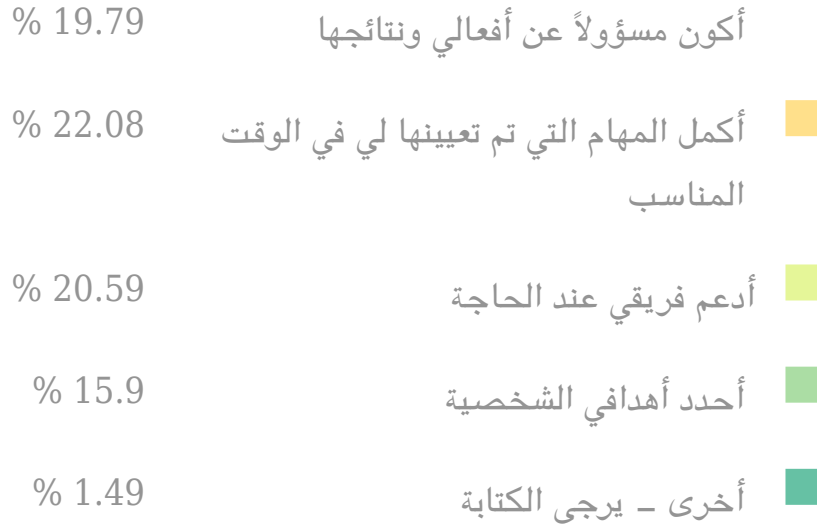 أكون مسؤولاً عن أفعالي ونتائجها % 19.79
أكمل المهام التي تم تعيينها لي في الوقت % 22.08
المناسب
أدعم فريقي عند الحاجة % 20.59
أحدد أهدافي الشخصية % 15.9
أخرى – يرجى الكتابة % 1.49